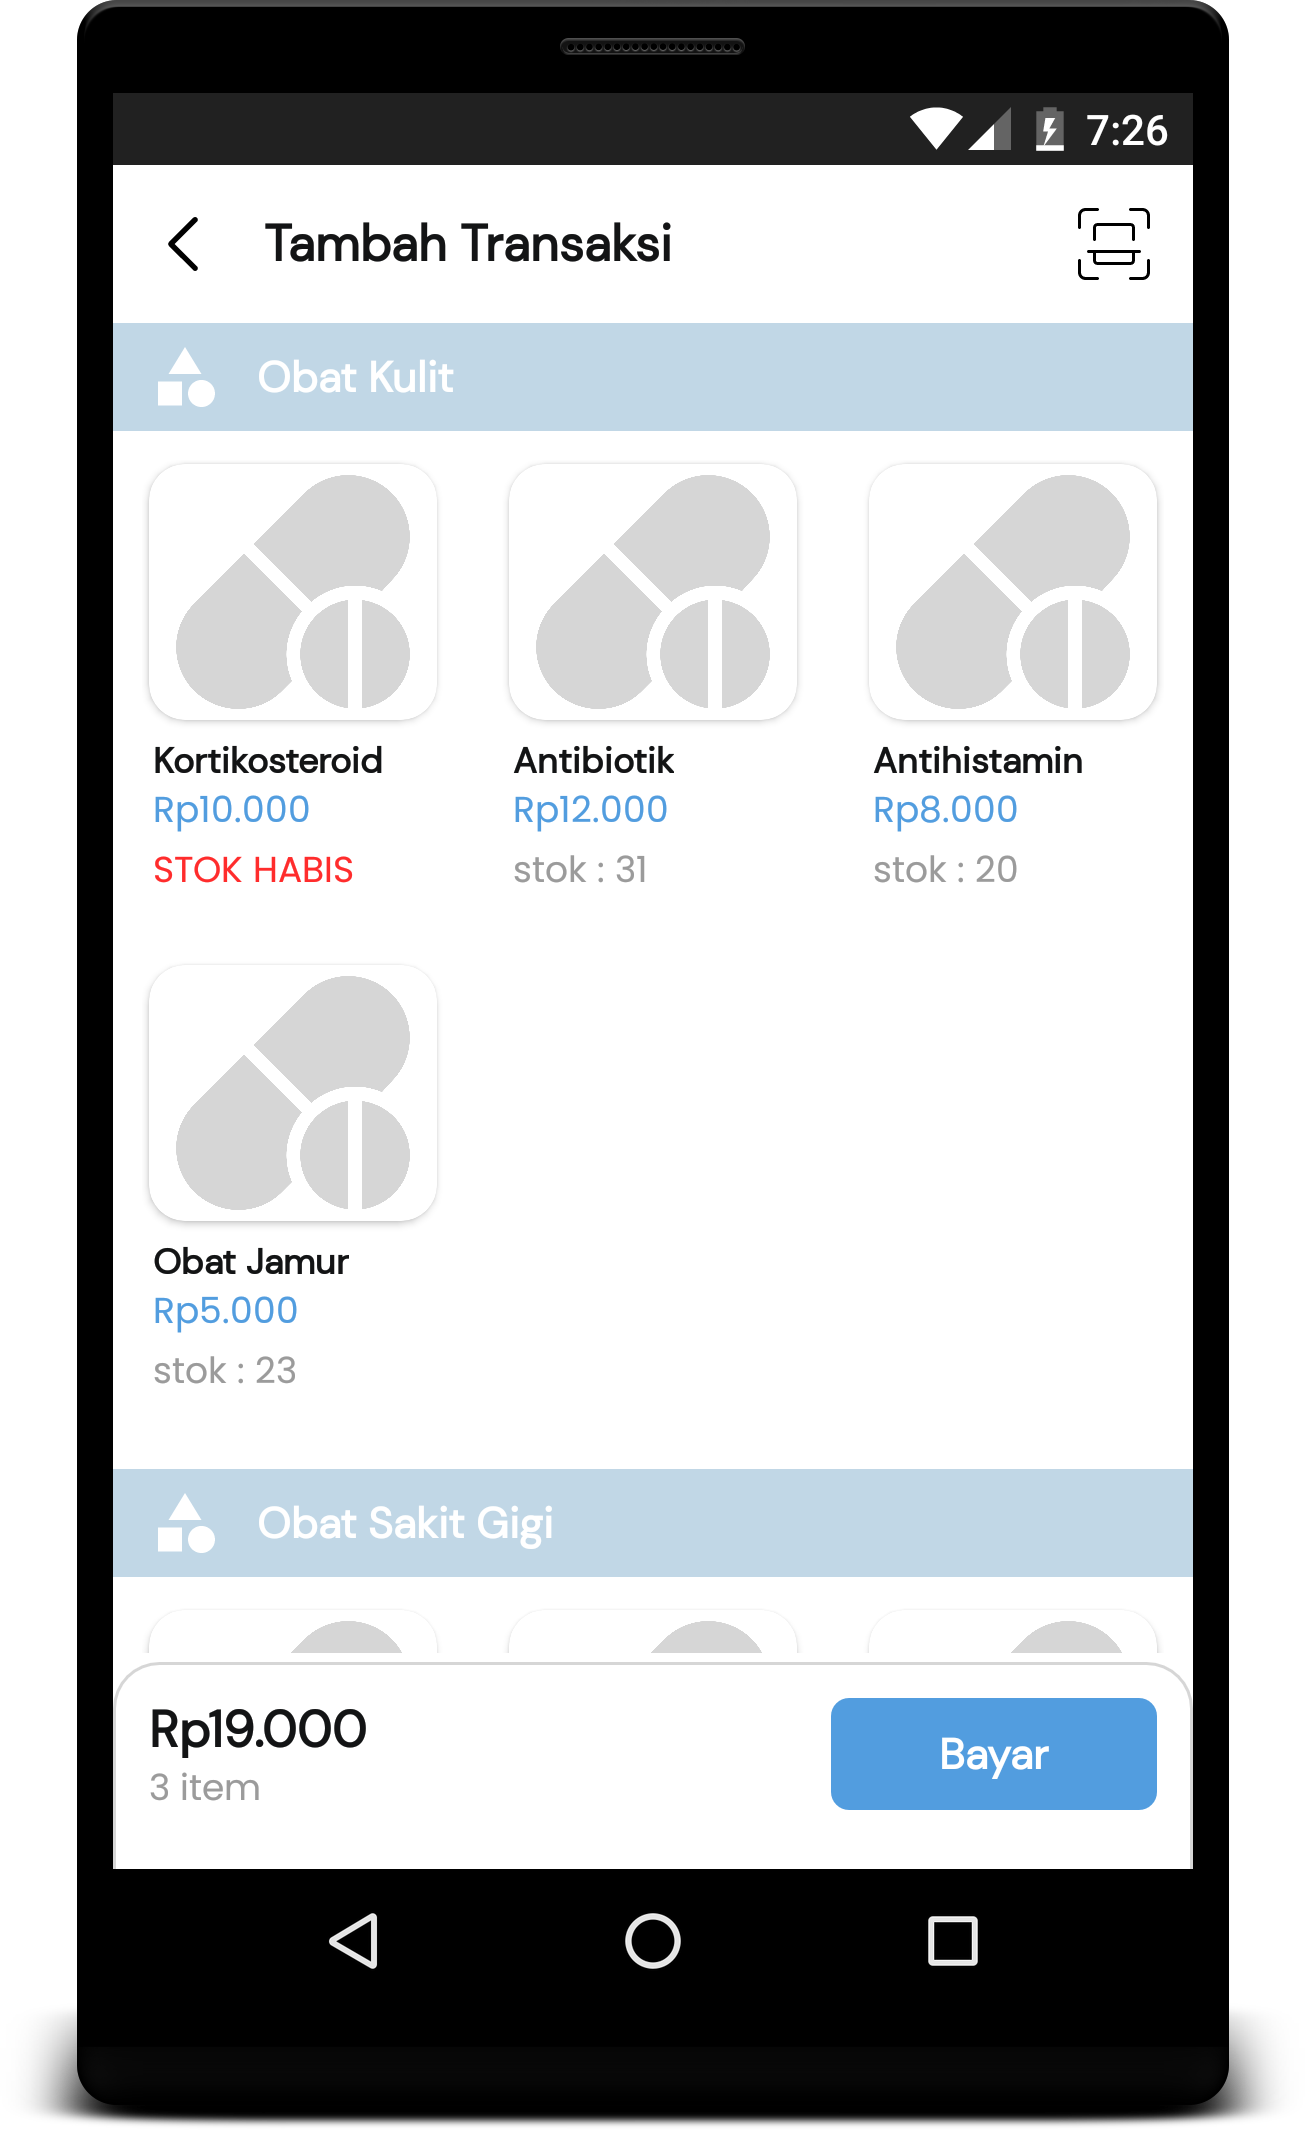 7:26
Tambah Transaksi
Obat Kulit
Kortikosteroid
Rp10.000
STOK HABIS
Antibiotik
Rp12.000
stok : 31
Antihistamin
Rp8.000
stok : 20
Obat Jamur
Rp5.000
stok : 23
Obat Sakit Gigi
Rp19.000
3 item
Bayar